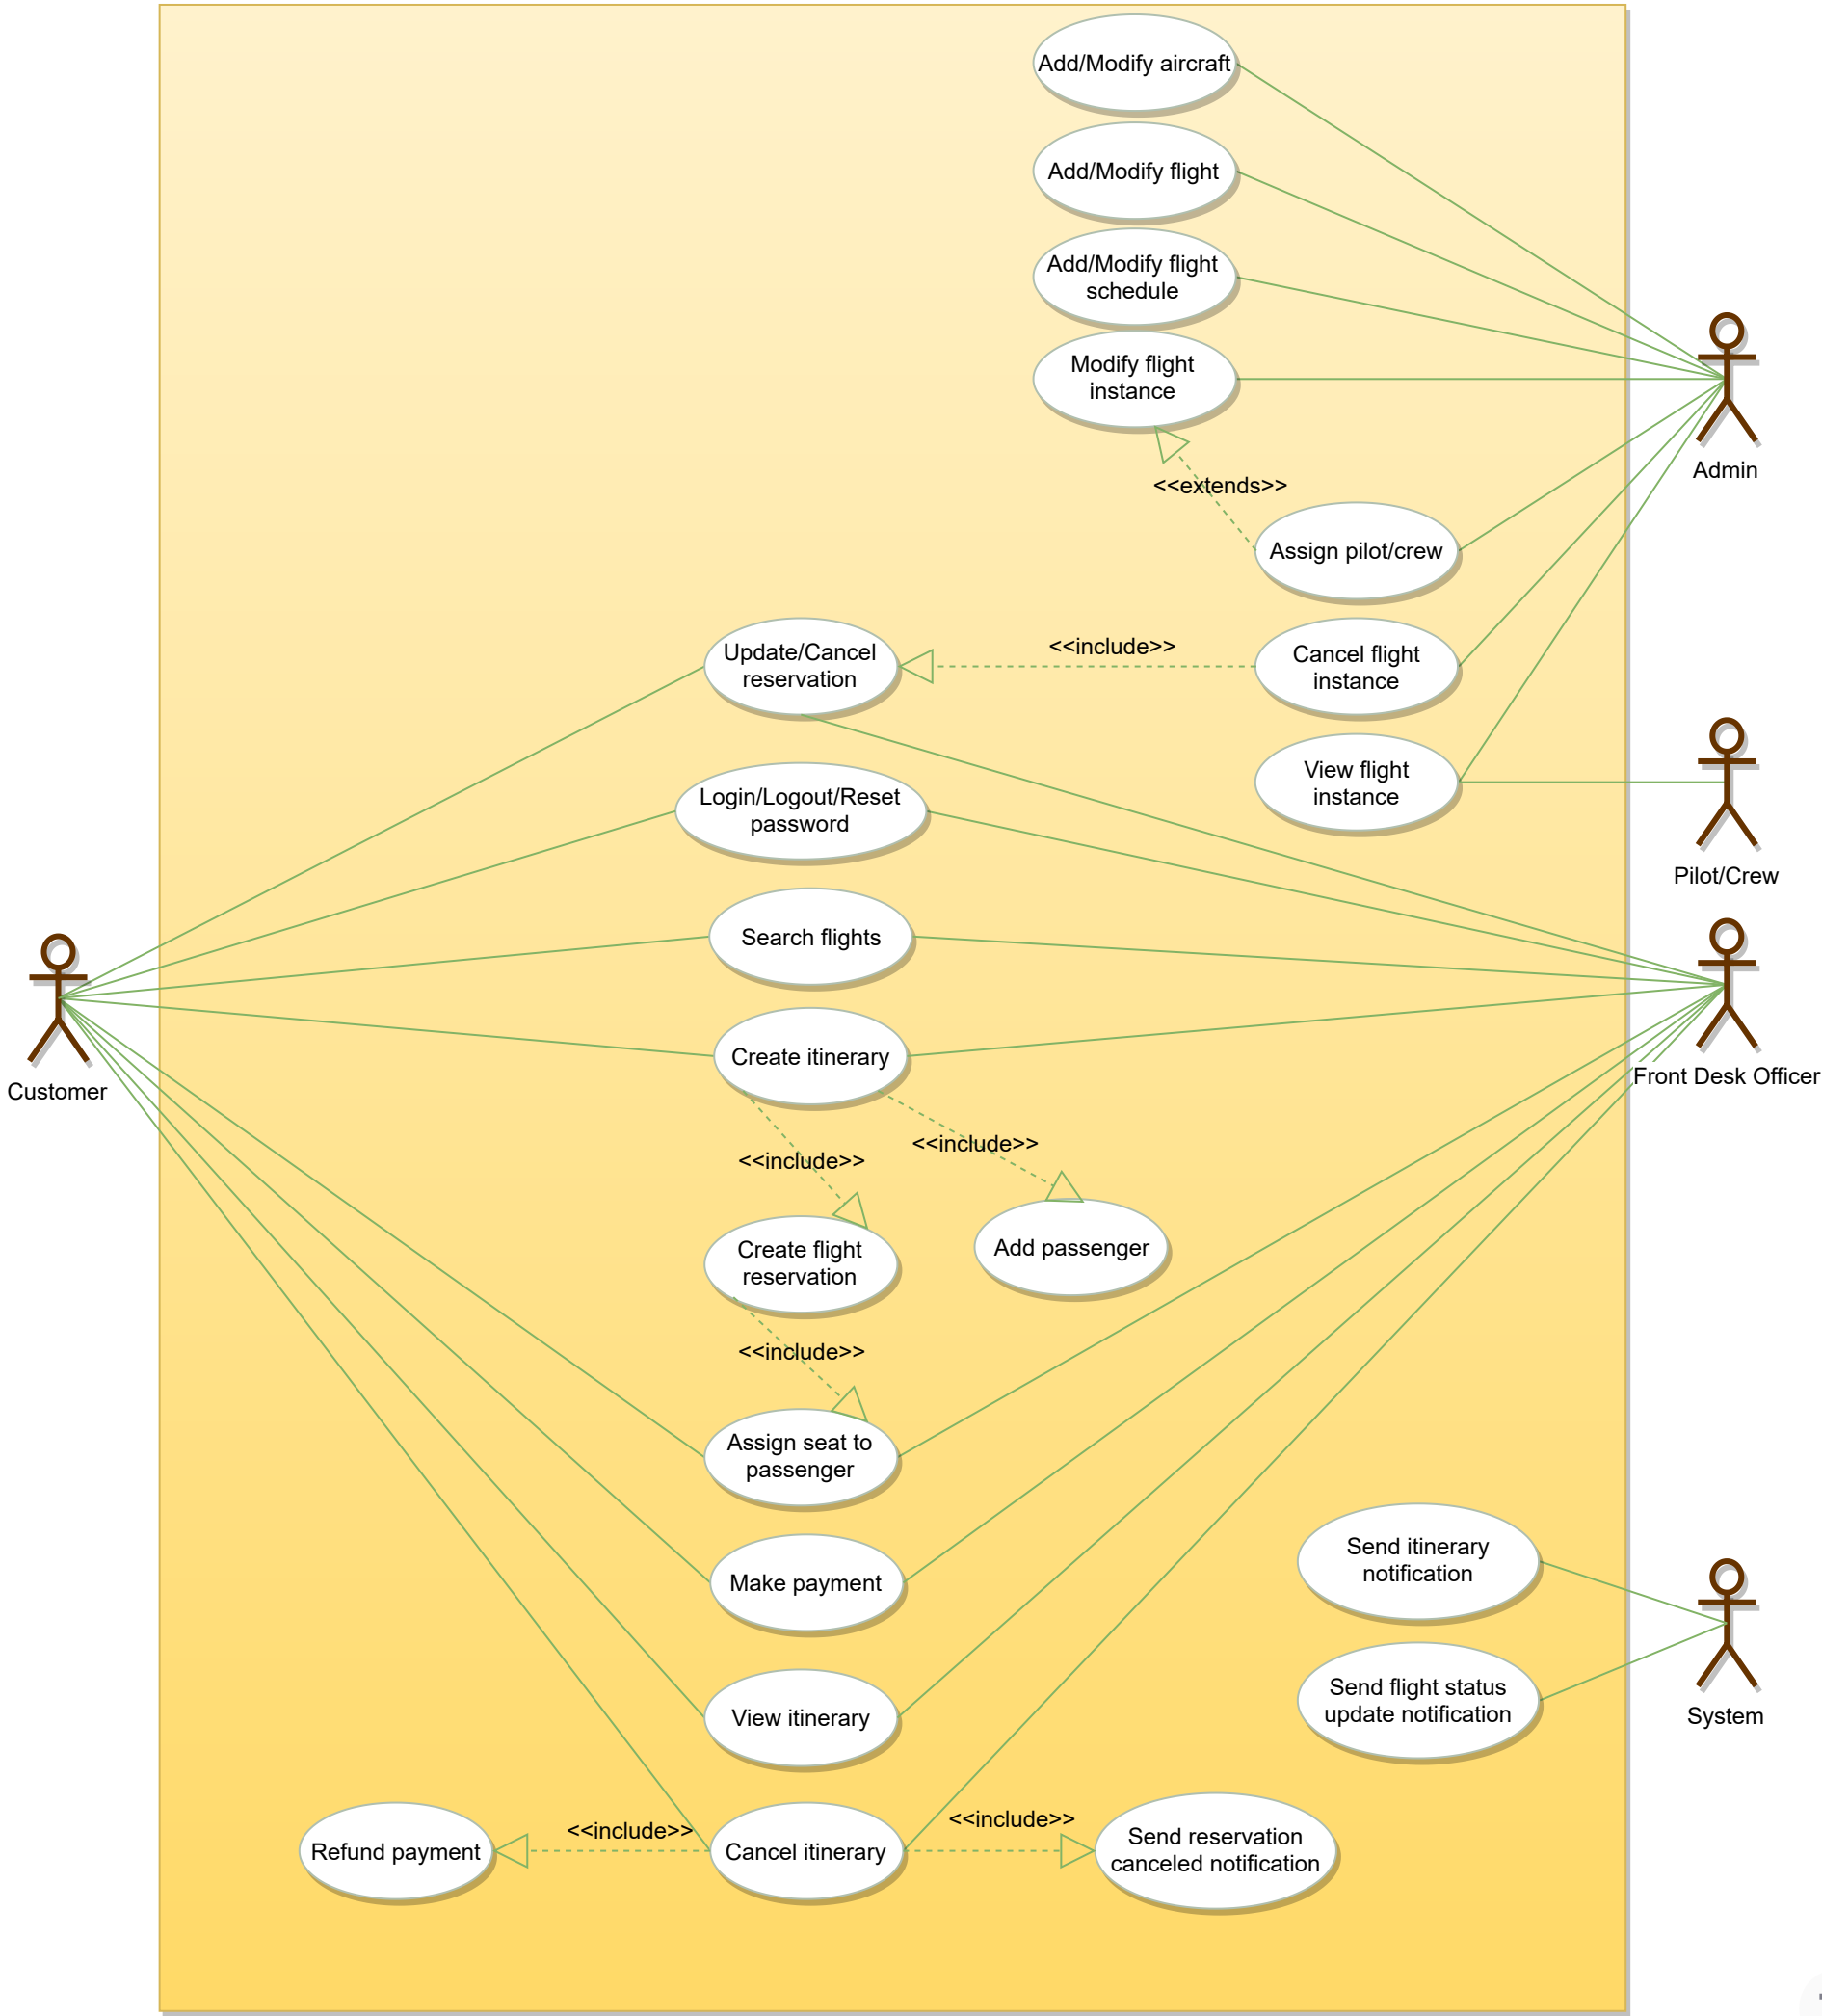 Add/Modify aircraft
Add/Modify flight
Add/Modify flight
schedule
Modify flight
instance
Admin
<<extends>>
Assign pilot/crew
Update/Cancel
reservation
<<include>>
Cancel flight
instance
Login/Logout/Reset
password
View flight
instance
Pilot/Crew
Search flights
Customer
Create itinerary
Front Desk Officer
<<include>>
<<include>>
Create flight
reservation
Add passenger
<<include>>
Assign seat to
passenger
Make payment
Send itinerary
notification
View itinerary
Send flight status
update notification
System
Refund payment
<<include>>
Cancel itinerary
<<include>>
Send reservation
canceled notification